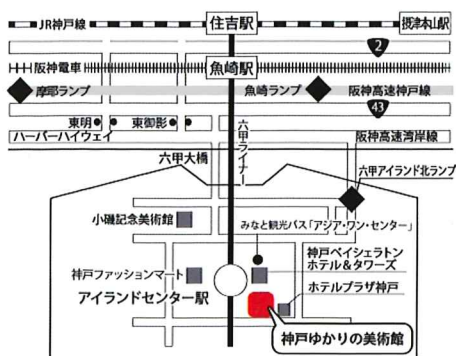 JR神戸線
住吉駅
摂津本山駅
2
阪神電車
魚崎駅
摩耶ランプ
魚崎ランプ
阪神高速神戸線
43
東明
東御影
ハーバーハイウェイ
六甲ライナー
阪神高速湾岸線
六甲大橋
六甲アイランド北ランプ
小磯記念美術館
みなと観光バス「アジア・ワン・センター」
神戸ファッションマート
神戸ベイシェラトン
ホテル&タワーズ
アイランドセンター駅
ホテルプラザ神戸
神戸ゆかりの美術館